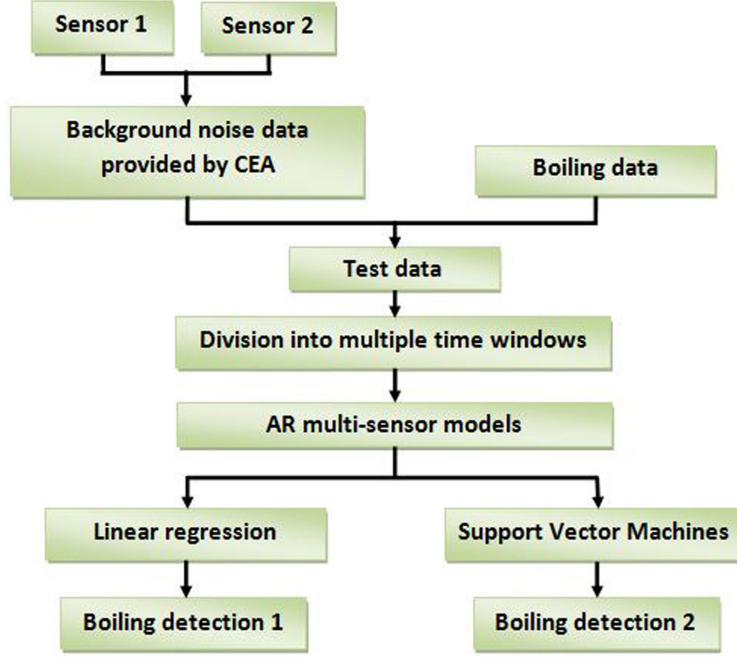 Sensor 1
Sensor 2
Background noise data
provided by CEA
Boiling data
Test data
Division into multiple time windows
AR multi-sensor models
Linear regression
Support Vector Machines
Boiling detection 1
Boiling detection 2